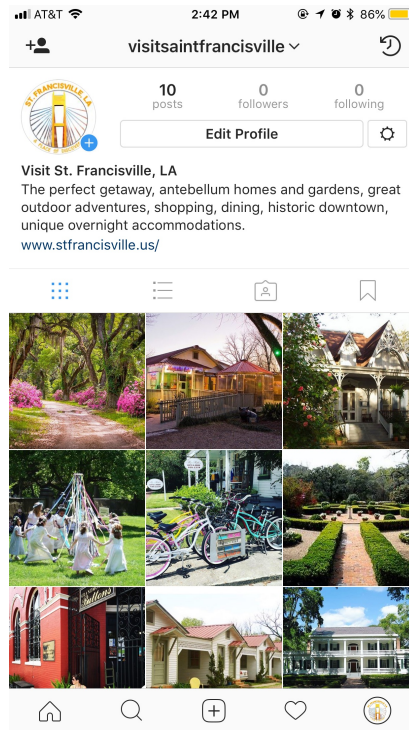 AT&T 2:42 PM 86%
visitsaintfrancisville
10 0 0
posts followers following
Edit Profile
ST. FRANCISVILLE, LA
Visit St. Francisville, LA
The perfect getaway, antebellum homes and gardens, great
outdoor adventures, shopping, dining, historic downtown,
unique overnight accommodations.
www.stfrancisville.us/
Buttons